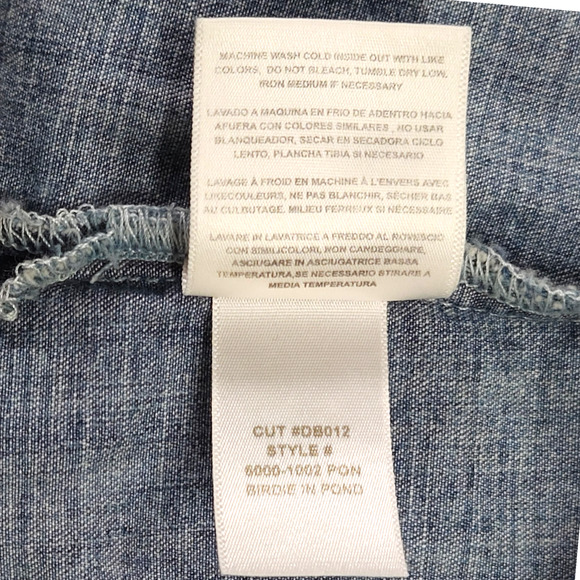 MACHINE WASH COLD INSIDE OUT WITH LIKE
COLORS, DO NOT BLEACH, TUMBLE DRY LOW,
IRON MEDIUM IF NECESSARY
LAVADO A MAQUINA EN FRIO DE ADENTRO HACIA
AFUERA CON COLORES SIMILARES , NO USAR
BLANQUEADOR, SECAR EN SECADORA CICLO
LENTO, PLANCHA TIBIA SI NECESARIO
LAVAGE À FROID EN MACHINE À L'ENVERS AVEC
LIKECOULEURS, NE PAS BLANCHIR, SÉCHER BAS
AU CULBUTAGE. MILIEU FERREUX SI NÉCESSAIRE
LAVARE IN LAVATRICE A FREDDO AL ROVESCIO
CON SIMILICOLORI, NON CANDEGGIARE,
ASCIUGARE IN ASCIUGATRICE BASSA
TEMPERATURA,SE NECESSARIO STIRARE A
MEDIA TEMPERATURA
CUT #DB012
STYLE #
6000-1002 PON
BIRDIE IN POND